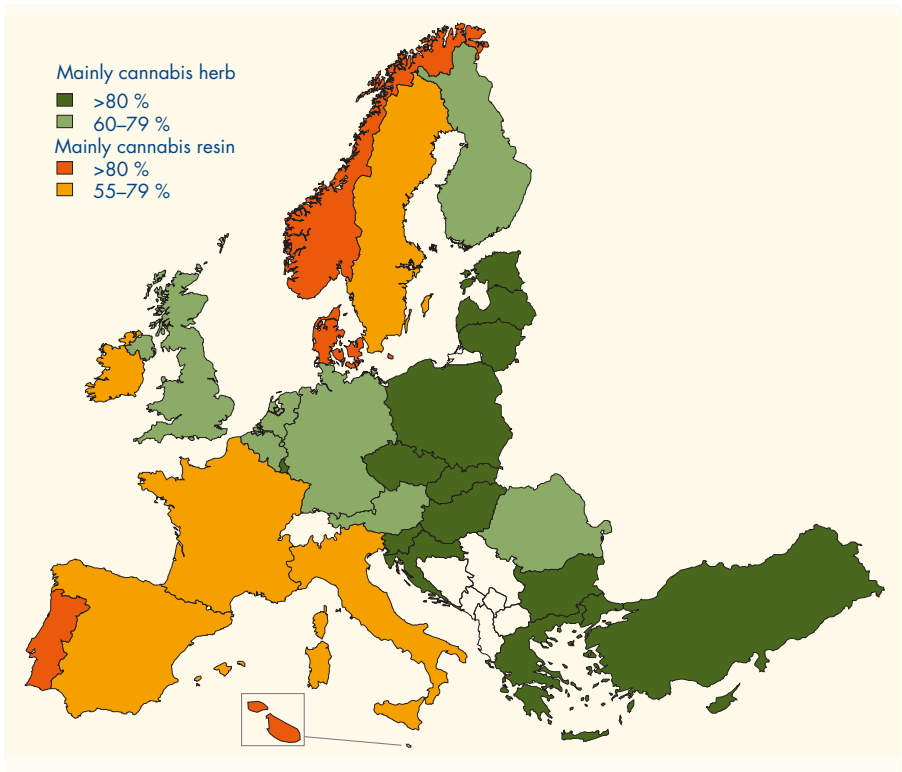 Mainly cannabis herb
>80 %
60–79 %
Mainly cannabis resin
>80 %
55–79 %